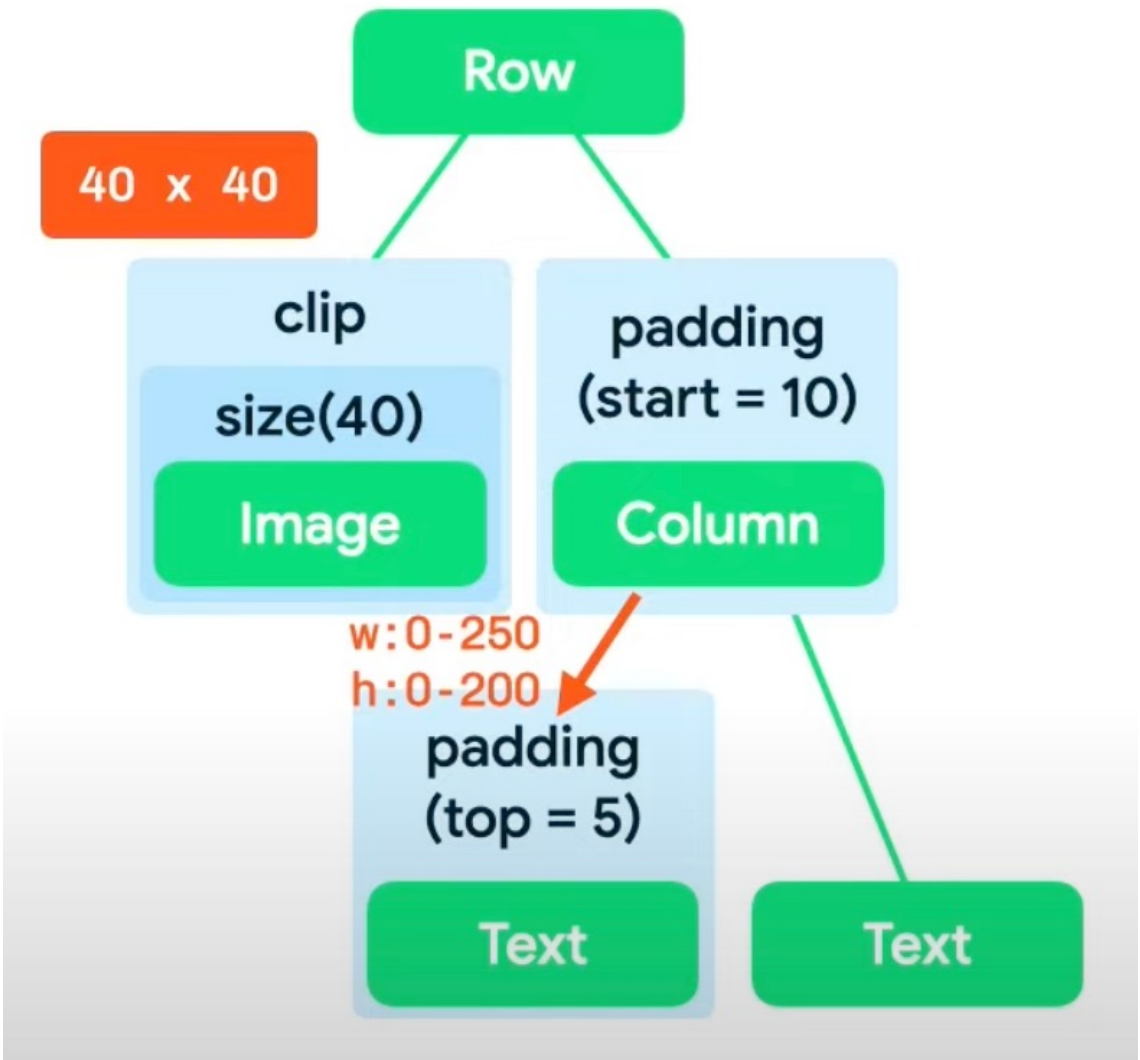 Row
40 x 40
clip
size(40)
Image
padding
(start = 10)
Column
w:0-250
h:0-200
padding
(top = 5)
Text
Text